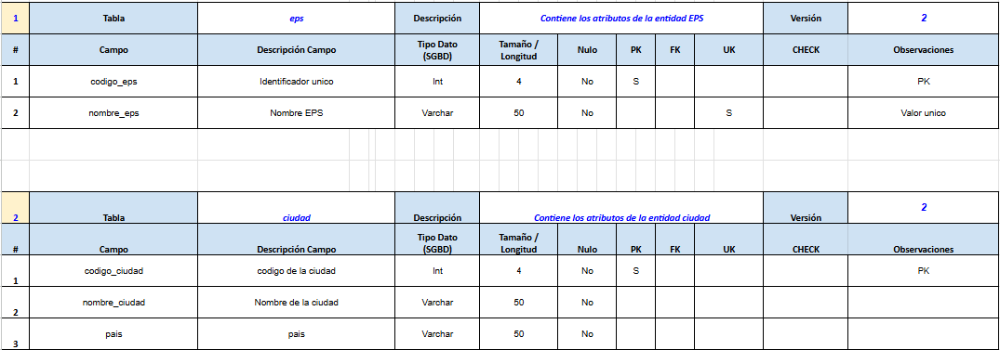 1 Tabla eps Descripción Contiene los atributos de la entidad EPS Versión 2
# Campo Descripción Campo Tipo Dato (SGBD) Tamaño / Longitud Nulo PK FK UK CHECK Observaciones
1 codigo_eps Identificador unico Int 4 No S PK
2 nombre_eps Nombre EPS Varchar 50 No S Valor unico
2 Tabla ciudad Descripción Contiene los atributos de la entidad ciudad Versión 2
# Campo Descripción Campo Tipo Dato (SGBD) Tamaño / Longitud Nulo PK FK UK CHECK Observaciones
1 codigo_ciudad codigo de la ciudad Int 4 No S PK
2 nombre_ciudad Nombre de la ciudad Varchar 50 No
3 pais pais Varchar 50 No